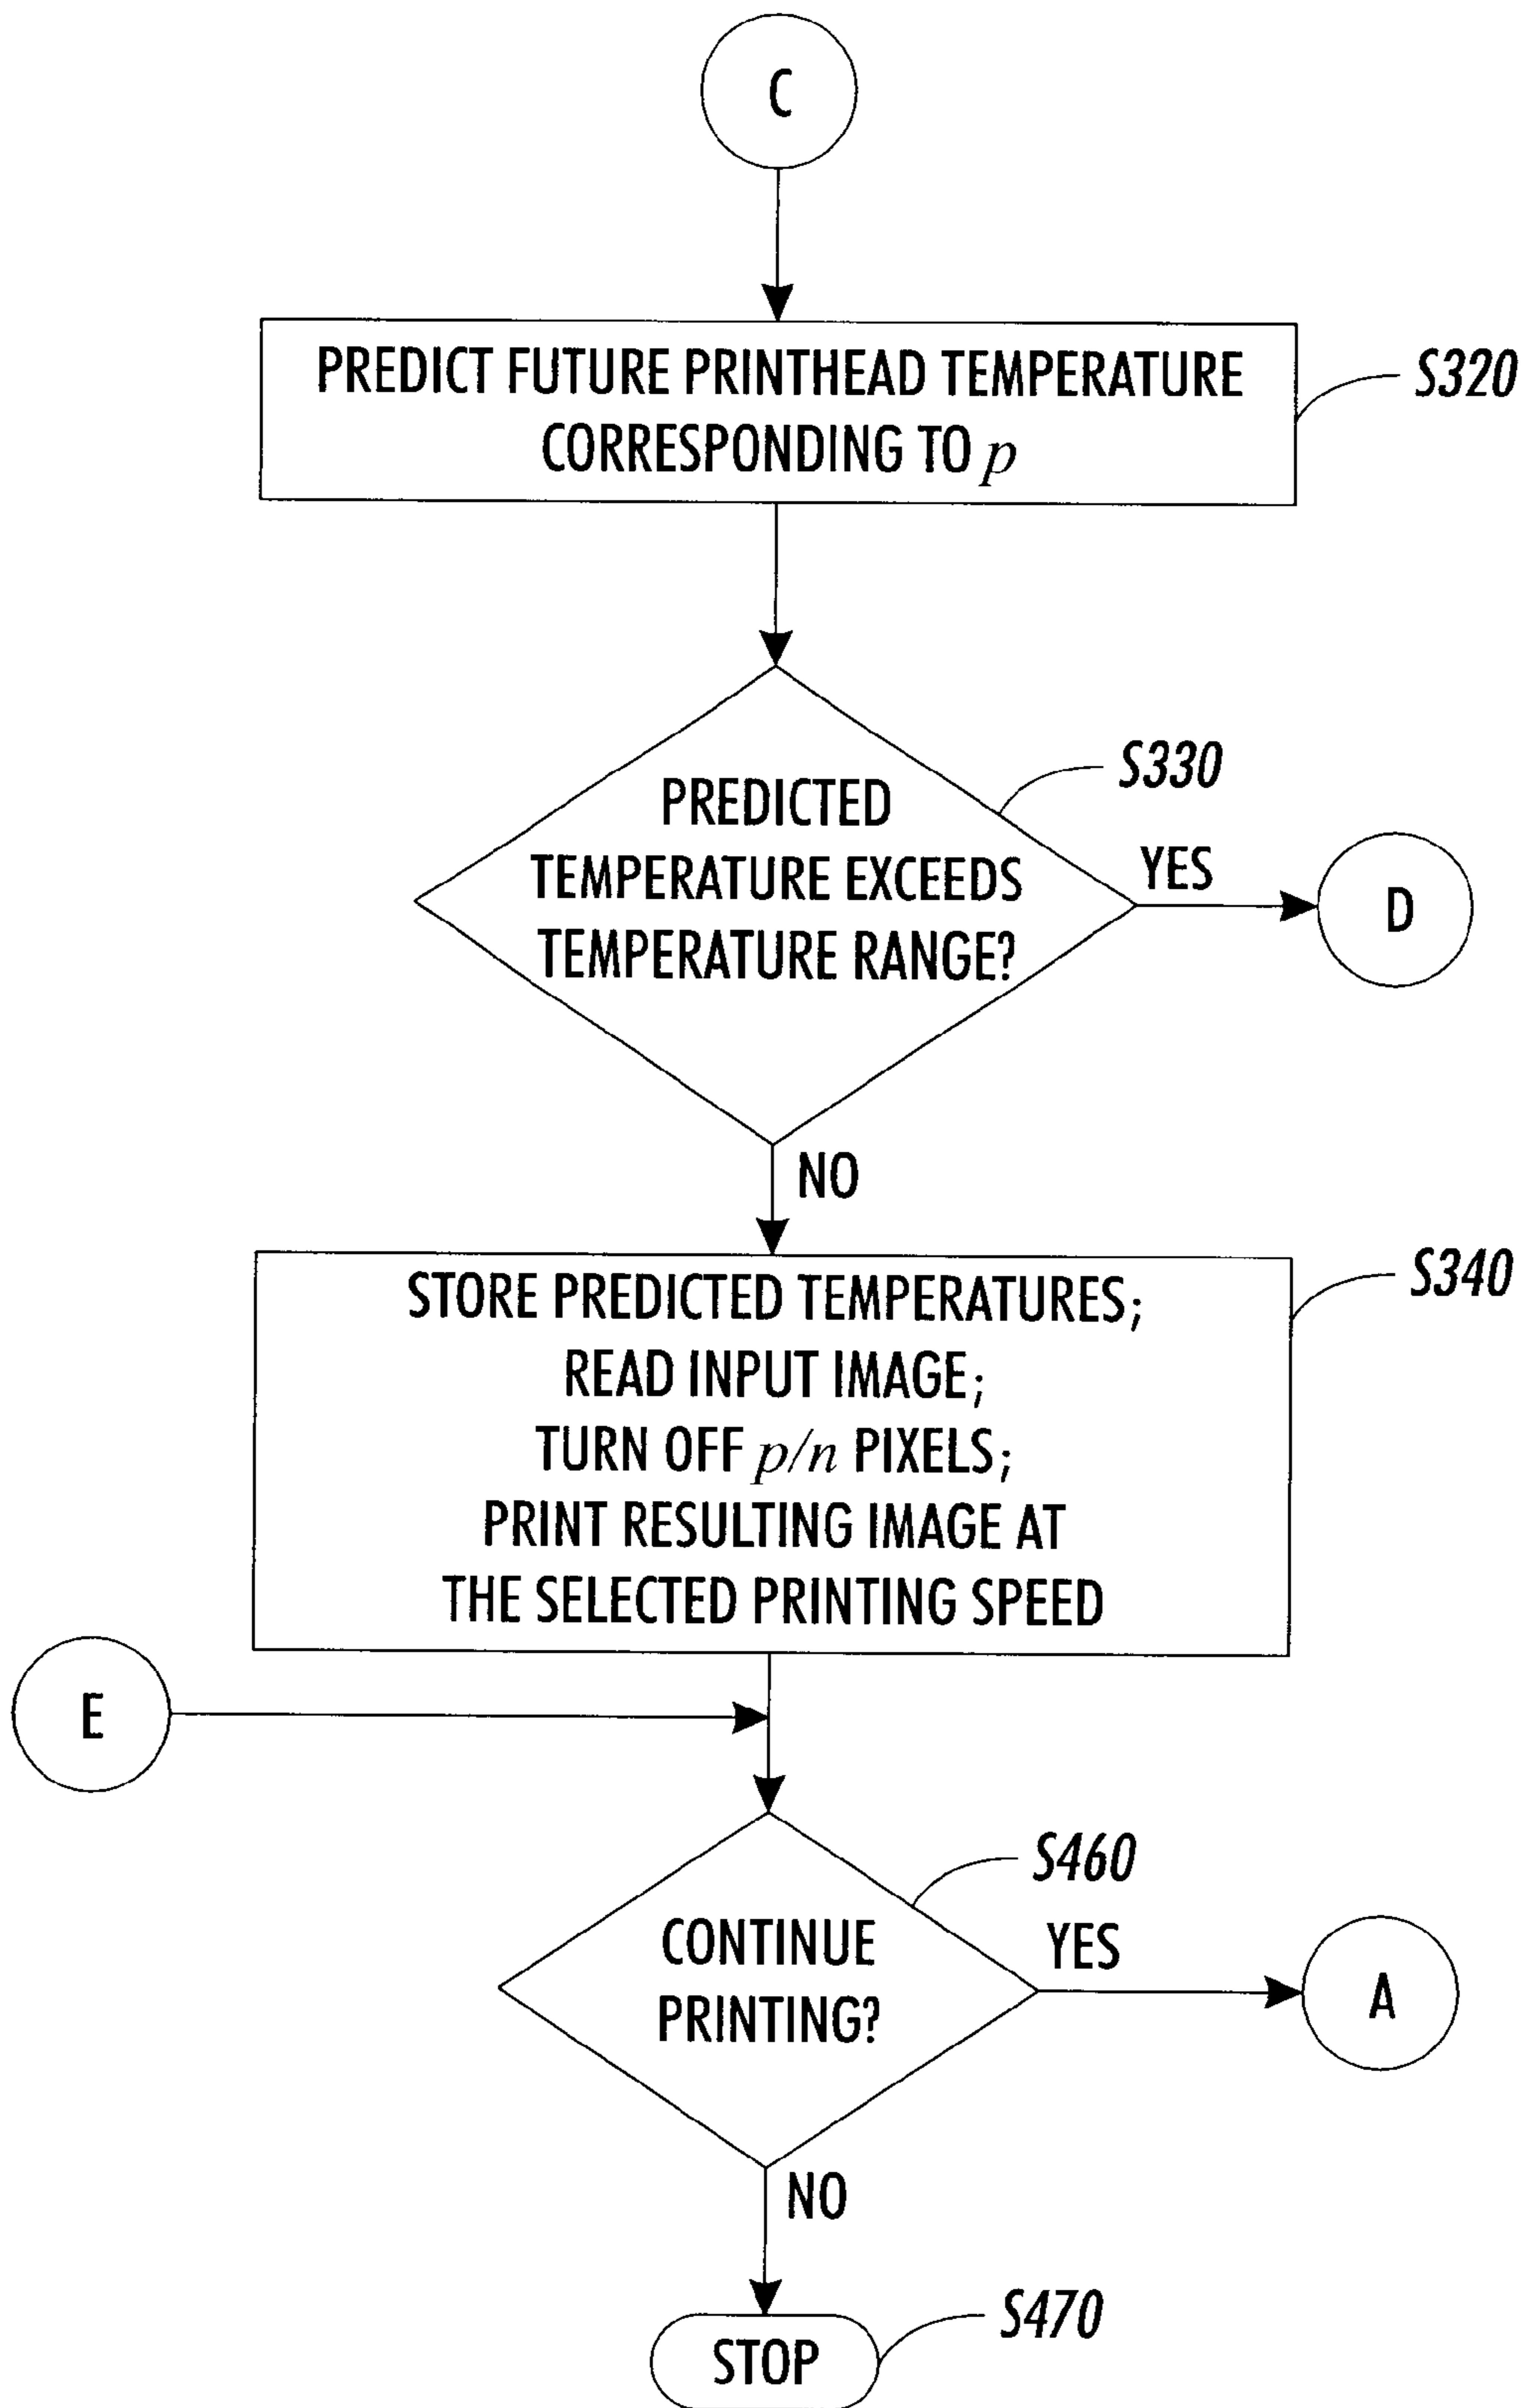 C
PREDICT FUTURE PRINTHEAD TEMPERATURE
CORRESPONDING TO p
S320
PREDICTED
TEMPERATURE EXCEEDS
TEMPERATURE RANGE?
S330
YES
D
NO
STORE PREDICTED TEMPERATURES;
READ INPUT IMAGE;
TURN OFF p/n PIXELS;
PRINT RESULTING IMAGE AT
THE SELECTED PRINTING SPEED
S340
E
CONTINUE
PRINTING?
S460
YES
A
NO
STOP
S470